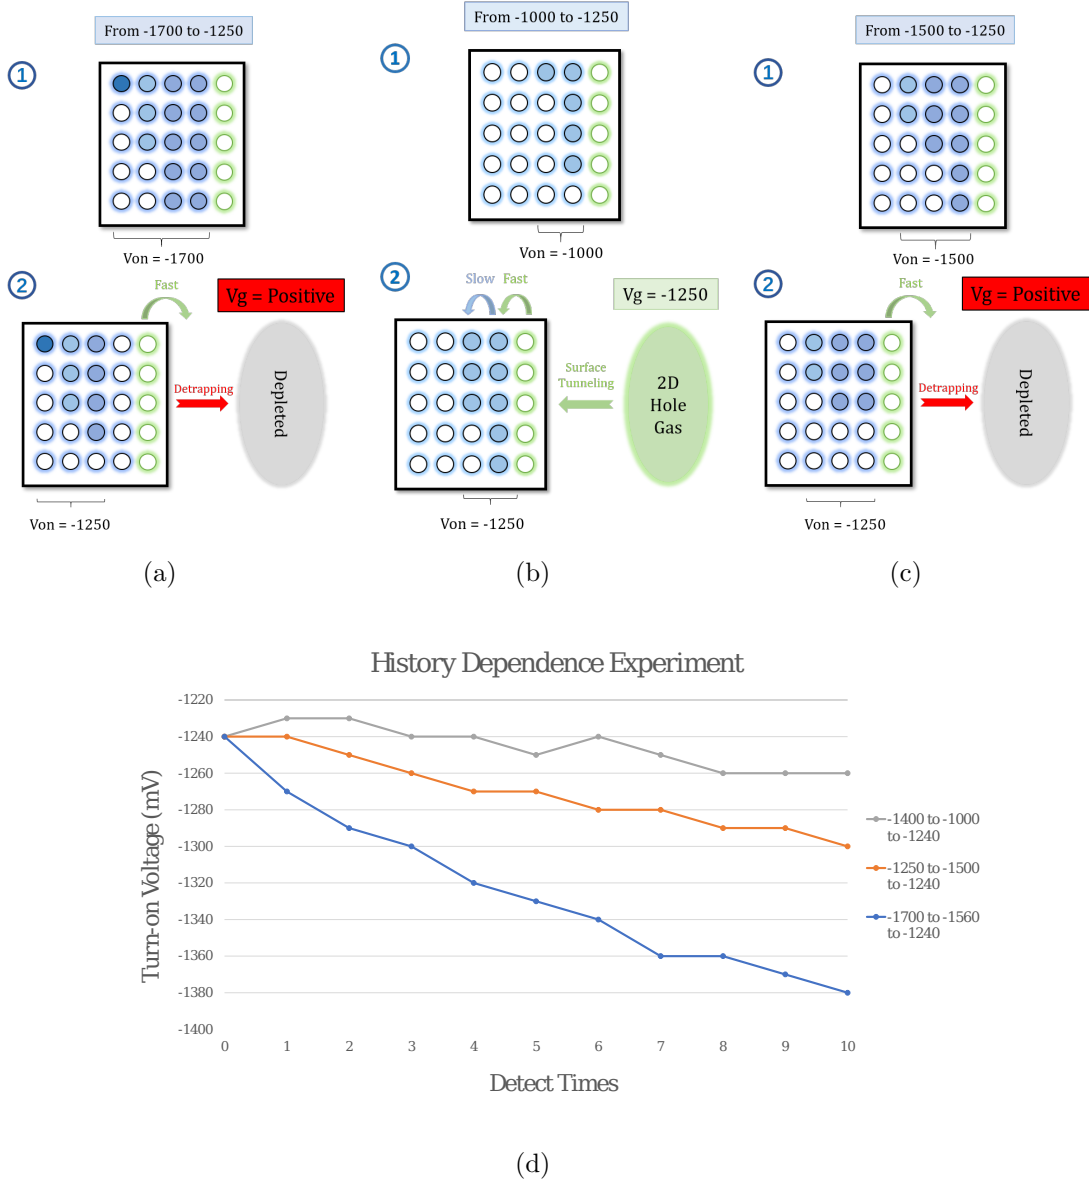 From -1700 to -1250
1
Von = -1700
2
Fast
Vg = Positive
Detrapping
Depleted
Von = -1250
(a)
From -1000 to -1250
1
Von = -1000
2
Slow
Fast
Vg = -1250
Surface
Tunneling
2D
Hole
Gas
Von = -1250
(b)
From -1500 to -1250
1
Von = -1500
2
Fast
Vg = Positive
Detrapping
Depleted
Von = -1250
(c)
History Dependence Experiment
Turn-on Voltage (mV)
-1220
-1240
-1260
-1280
-1300
-1320
-1340
-1360
-1380
-1400
0 1 2 3 4 5 6 7 8 9 10
Detect Times
-1400 to -1000
to -1240
-1250 to -1500
to -1240
-1700 to -1560
to -1240
(d)